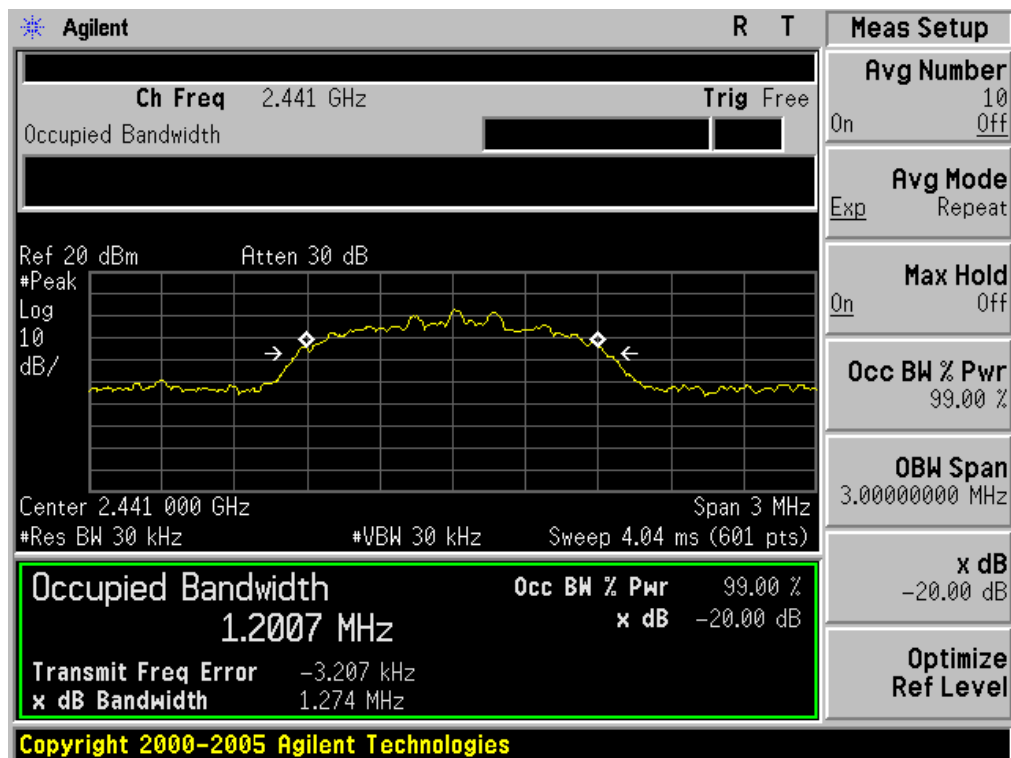 Agilent R T
Ch Freq 2.441 GHz Trig Free
Occupied Bandwidth
Ref 20 dBm Atten 30 dB
#Peak
Log
10
dB/
Center 2.441 000 GHz Span 3 MHz
#Res BW 30 kHz #VBW 30 kHz Sweep 4.04 ms (601 pts)
Occupied Bandwidth Occ BW % Pwr 99.00 %
1.2007 MHz x dB -20.00 dB
Transmit Freq Error -3.207 kHz
x dB Bandwidth 1.274 MHz
Copyright 2000-2005 Agilent Technologies
Meas Setup
Avg Number
10
On Off
Avg Mode
Exp Repeat
Max Hold
On Off
Occ BW % Pwr
99.00 %
OBW Span
3.00000000 MHz
x dB
-20.00 dB
Optimize
Ref Level